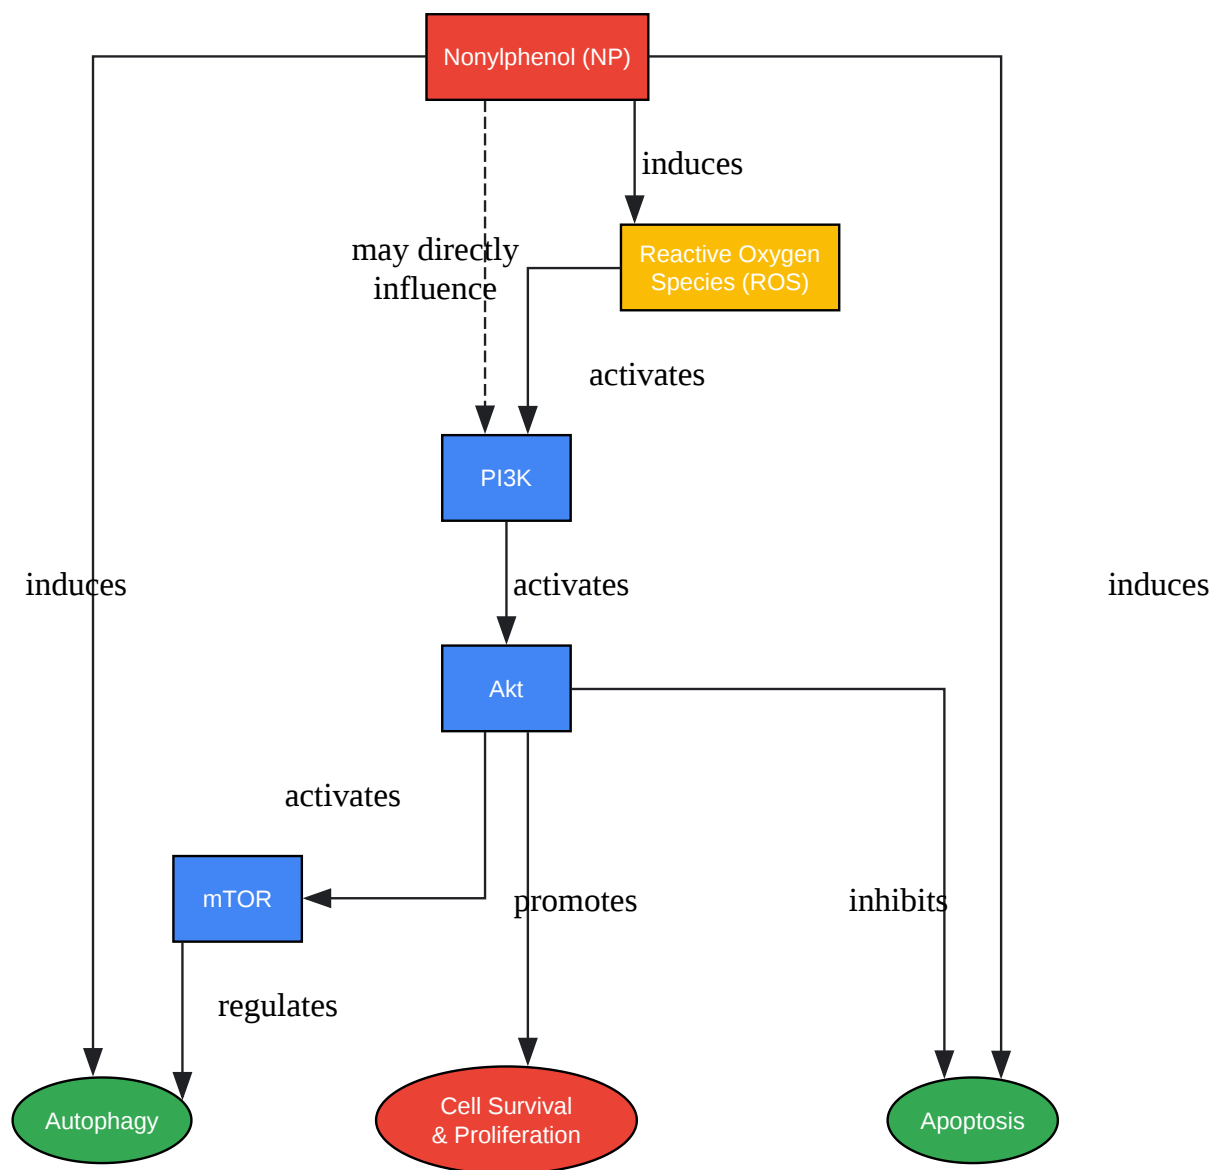 Nonylphenol (NP)
induces
may directly
influence
Reactive Oxygen
Species (ROS)
activates
PI3K
induces
activates
induces
Akt
activates
mTOR
promotes
inhibits
regulates
Autophagy
Cell Survival
& Proliferation
Apoptosis